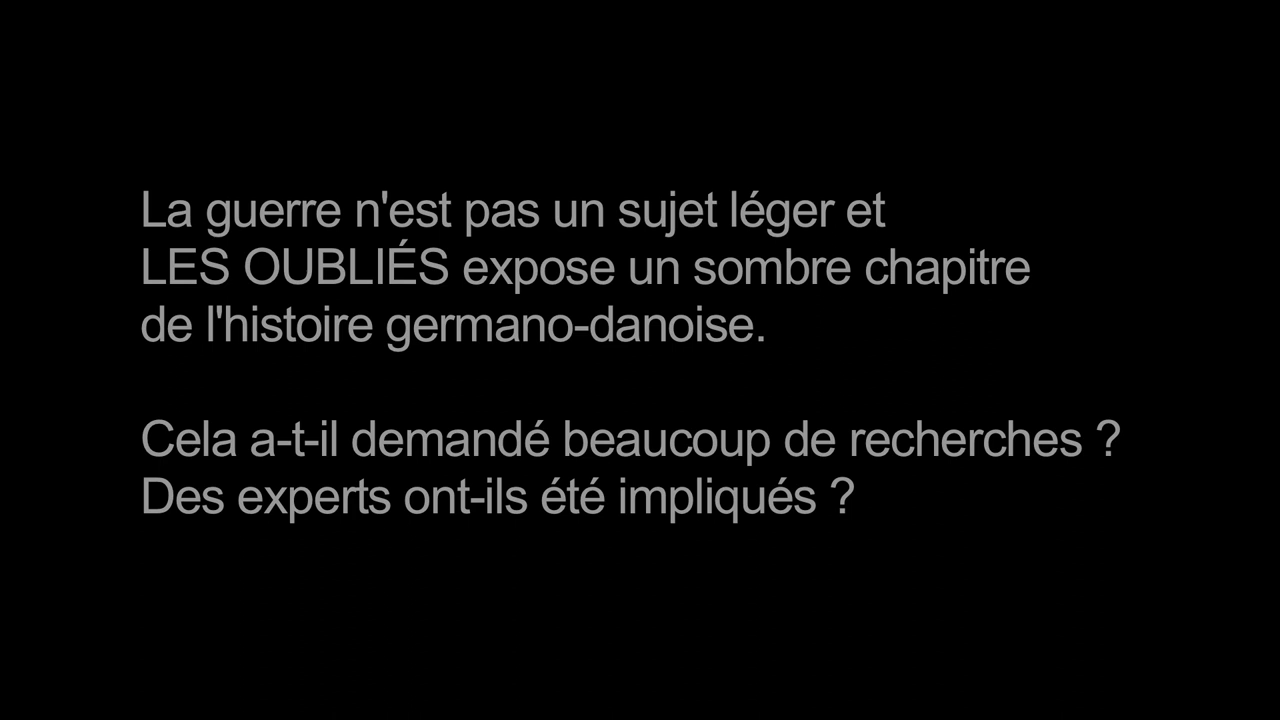 La guerre n'est pas un sujet léger et
LES OUBLIÉS expose un sombre chapitre
de l'histoire germano-danoise.
Cela a-t-il demandé beaucoup de recherches ?
Des experts ont-ils été impliqués ?